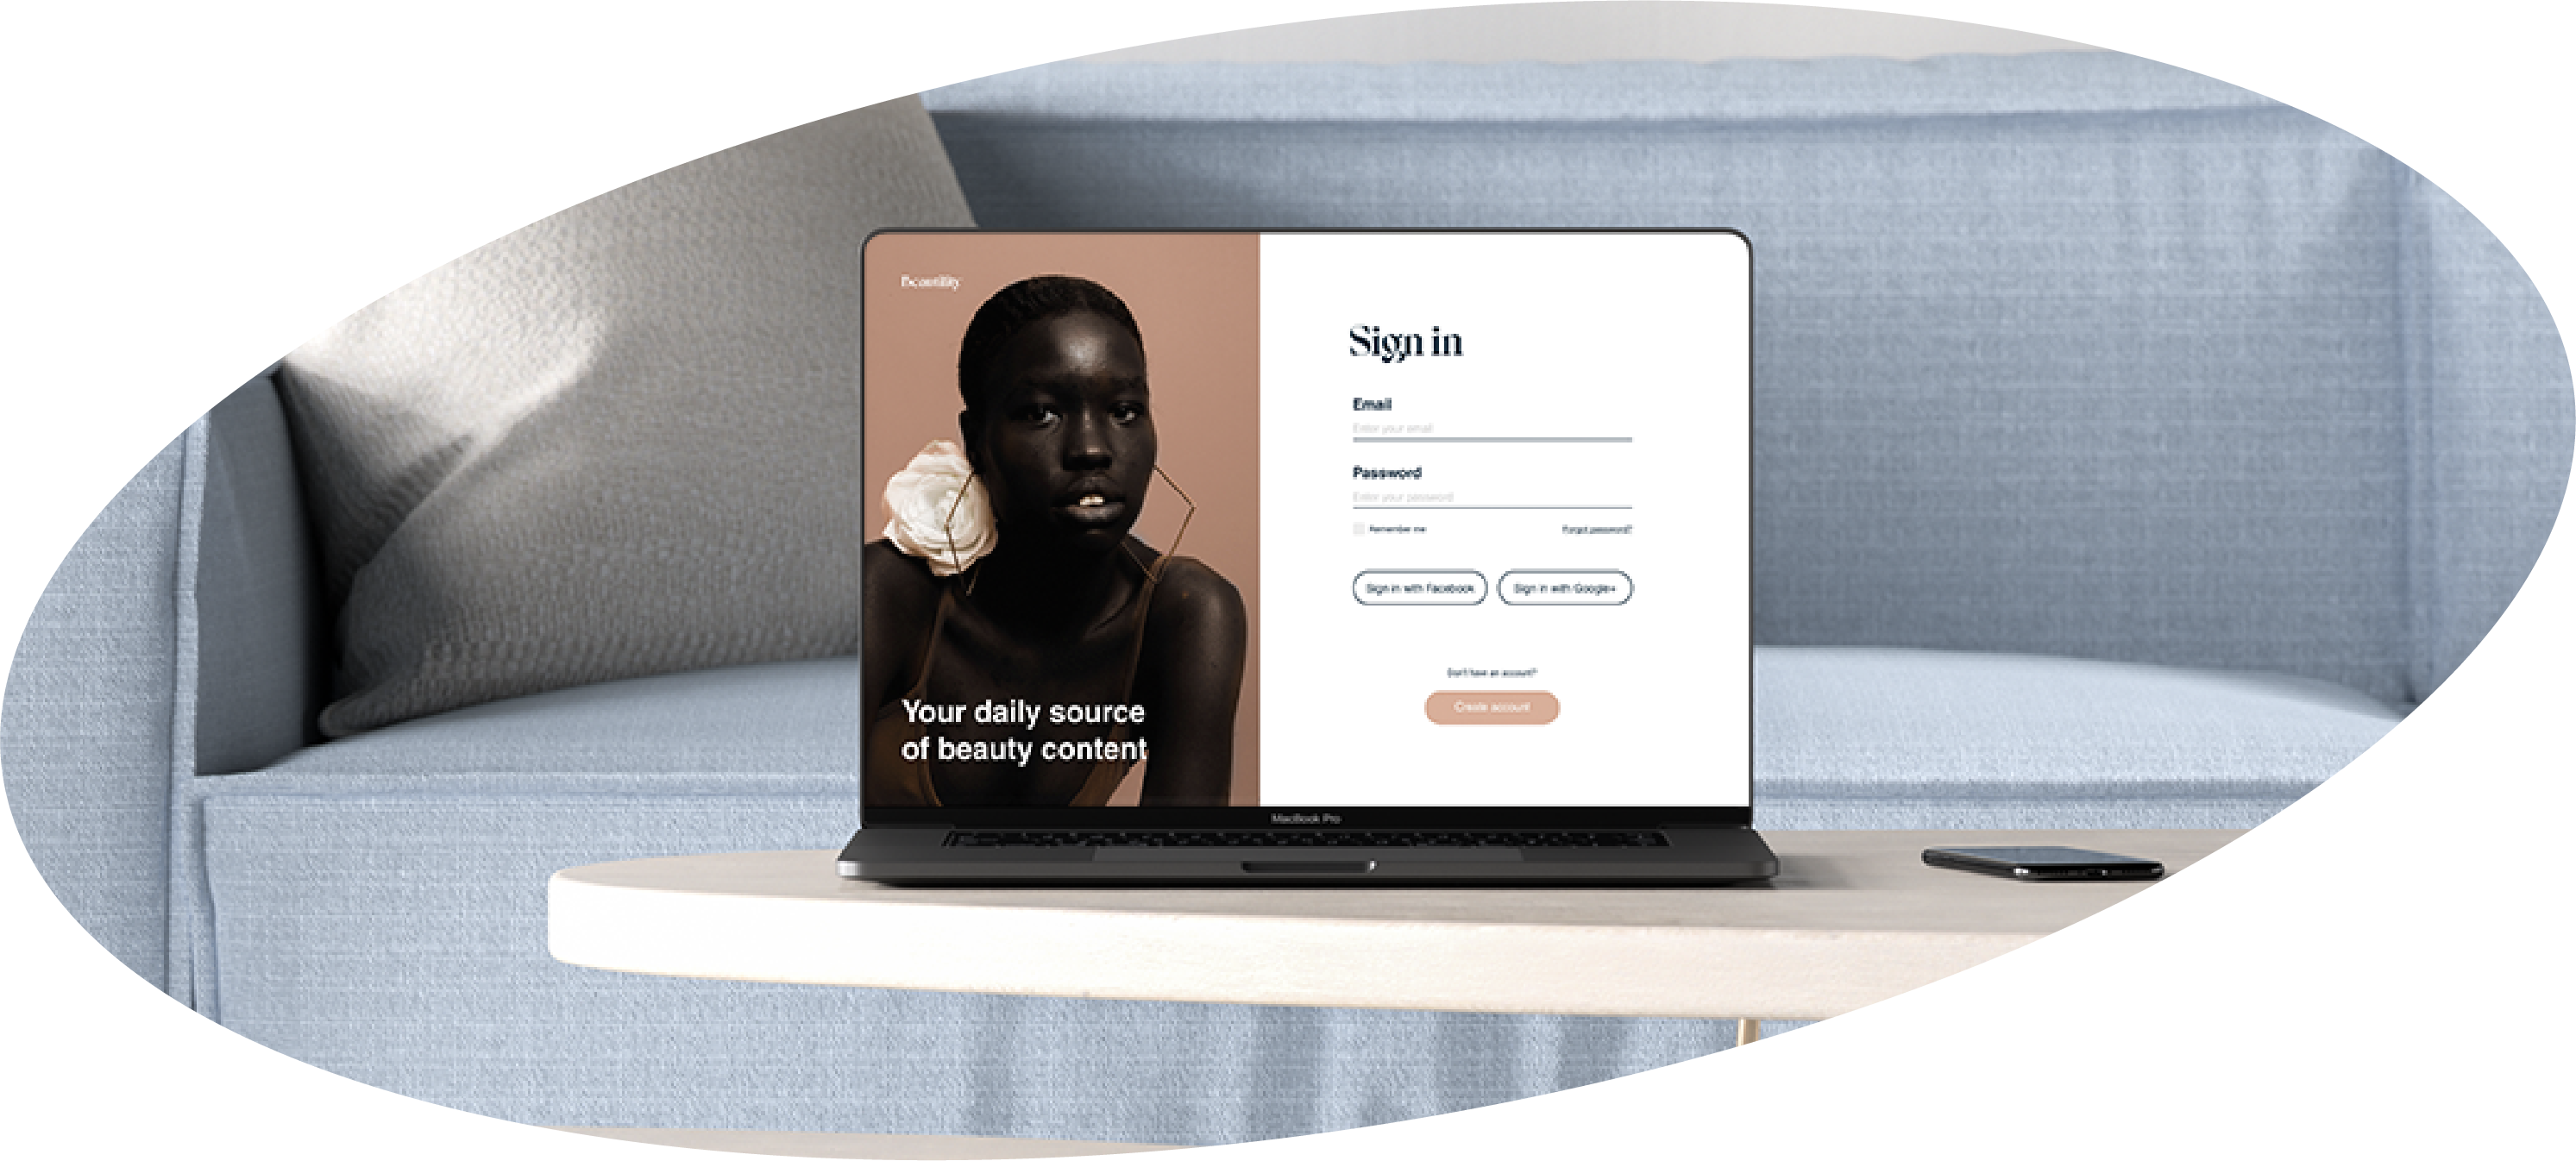 Beautility
Your daily source
of beauty content
Sign in
Email
Enter your email
Password
Enter your password
Remember me
Forgot password?
Sign in with Facebook
Sign in with Google+
Don't have an account?
Create account
MacBook Pro